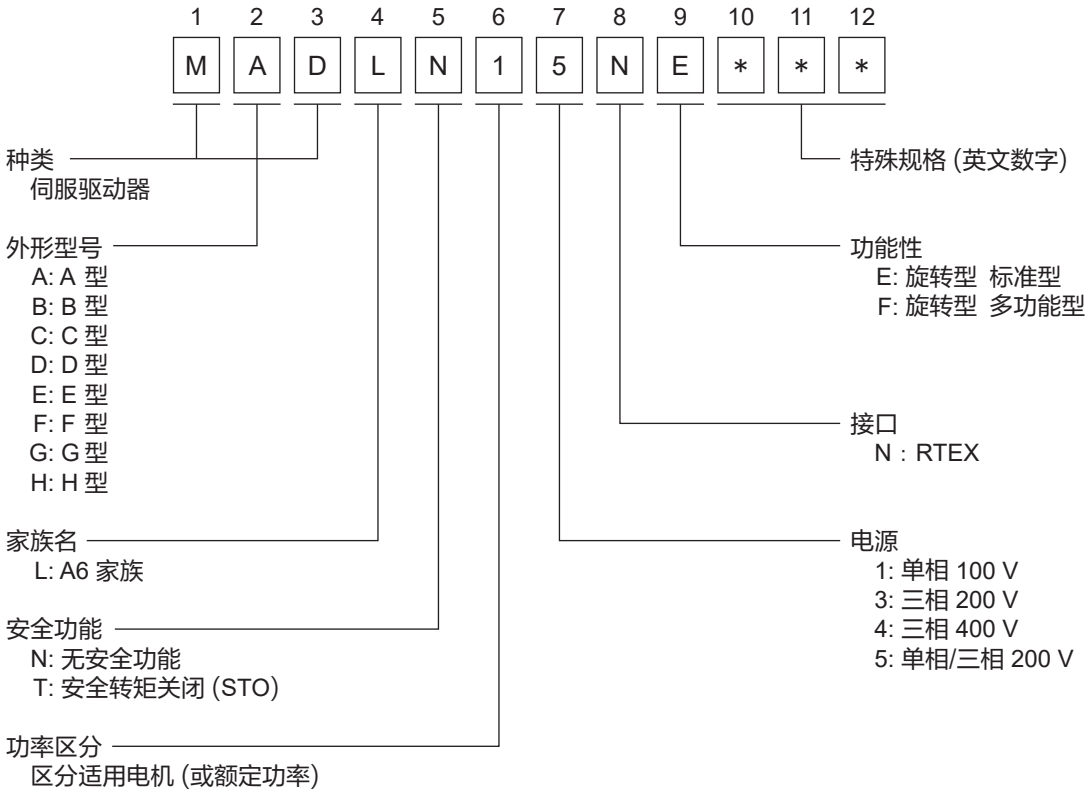 1 2 3 4 5 6 7 8 9 10 11 12
M A D L N 1 5 N E * * *
种类
伺服驱动器
外形型号
A: A 型
B: B 型
C: C 型
D: D 型
E: E 型
F: F 型
G: G 型
H: H 型
家族名
L: A6 家族
安全功能
N: 无安全功能
T: 安全转矩关闭 (STO)
功率区分
区分适用电机 (或额定功率)
特殊规格 (英文数字)
功能性
E: 旋转型 标准型
F: 旋转型 多功能型
接口
N : RTEX
电源
1: 单相 100 V
3: 三相 200 V
4: 三相 400 V
5: 单相/三相 200 V